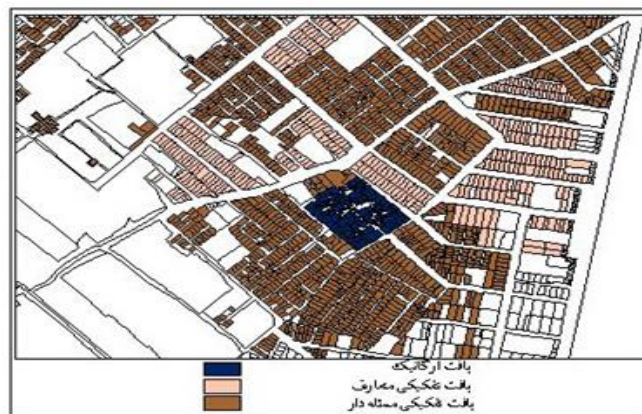 بافت ارگانیک
بافت تفکیکی متعارف
بافت تفکیکی مسئله دار